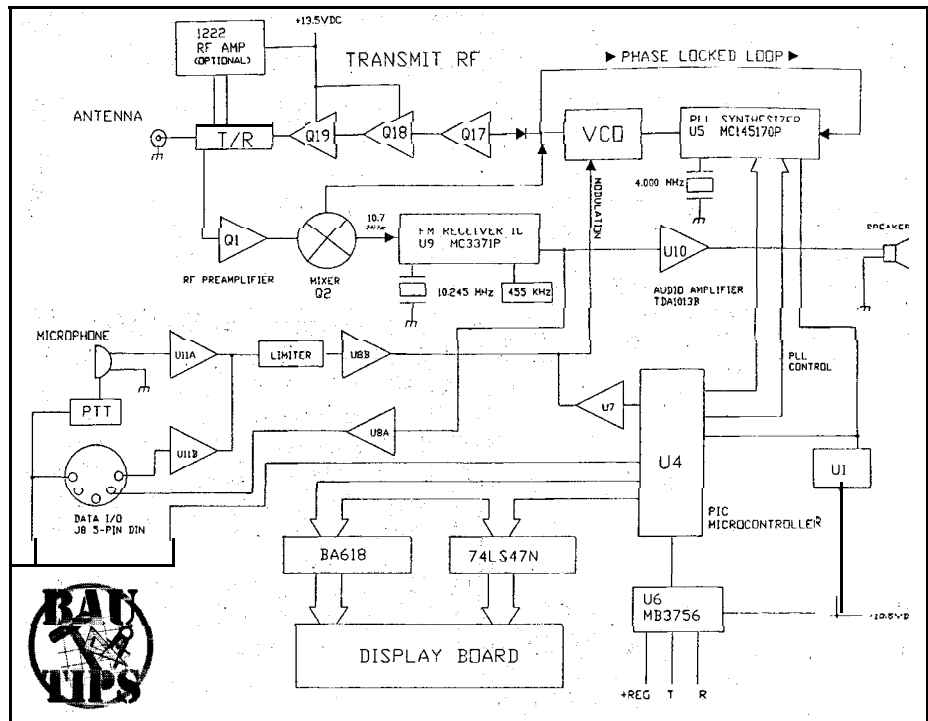 +13.5VDC
1222
RF AMP
(OPTIONAL)
TRANSMIT RF
▶ PHASE LOCKED LOOP ▶
ANTENNA
T/R
Q19
Q18
Q17
VCO
PLL SYNTHESIZER
U5 MC145170P
4.000 MHz
MODULATION
Q1
RF PREAMPLIFIER
MIXER
Q2
10.7
MHz
FM RECEIVER IC
U9 MC3371P
10.245 MHz
455 KHz
U10
AUDIO AMPLIFIER
TDA1013B
SPEAKER
MICROPHONE
U11A
LIMITER
U8B
PTT
U11B
U8A
U7
DATA I/O
J8 5-PIN DIN
U4
PIC
MICROCONTROLLER
PLL
CONTROL
U1
BA618
74LS47N
DISPLAY BOARD
U6
MB3756
+REG T R
BAU
TIPS